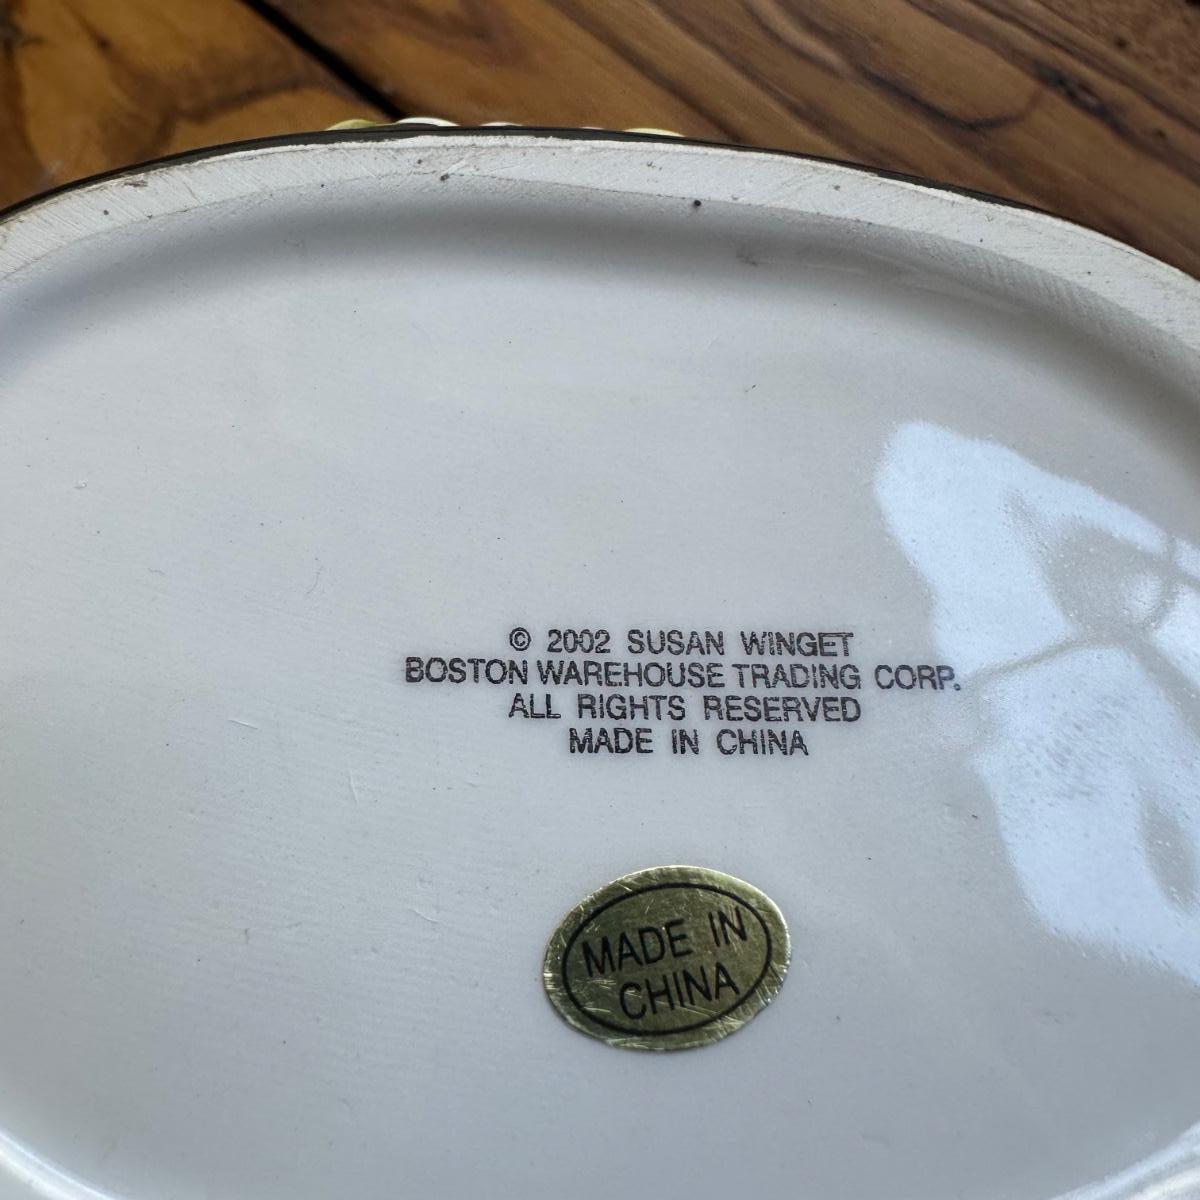 © 2002 SUSAN WINGET
BOSTON WAREHOUSE TRADING CORP.
ALL RIGHTS RESERVED
MADE IN CHINA
MADE IN
CHINA